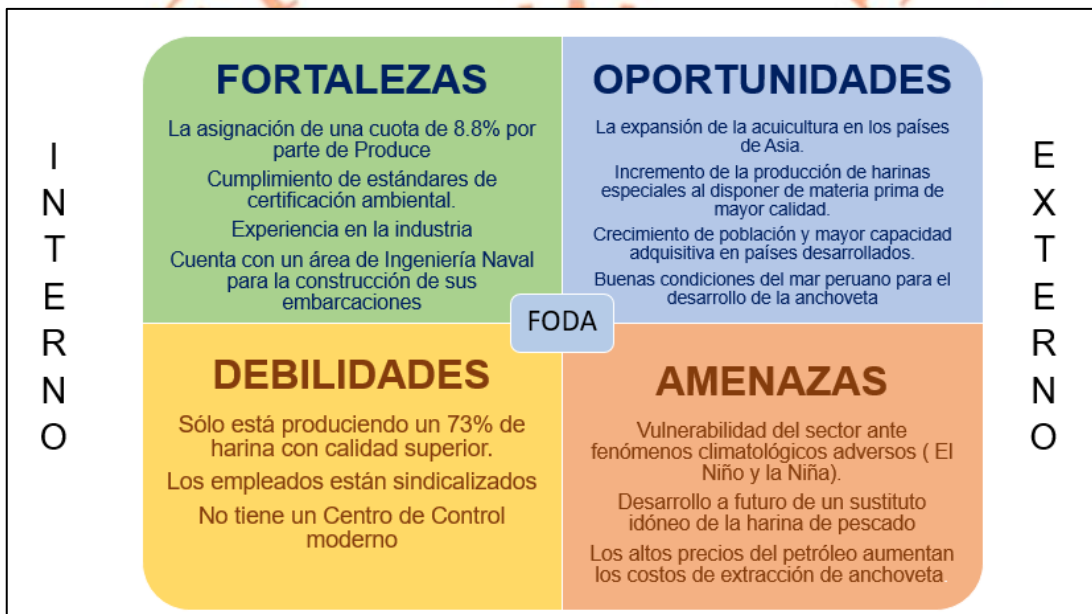 INTERNO
FORTALEZAS
La asignación de una cuota de 8.8% por
parte de Produce
Cumplimiento de estándares de
certificación ambiental.
Experiencia en la industria
Cuenta con un área de Ingeniería Naval
para la construcción de sus
embarcaciones
OPORTUNIDADES
La expansión de la acuicultura en los países
de Asia.
Incremento de la producción de harinas
especiales al disponer de materia prima de
mayor calidad.
Crecimiento de población y mayor capacidad
adquisitiva en países desarrollados.
Buenas condiciones del mar peruano para el
desarrollo de la anchoveta
FODA
DEBILIDADES
Sólo está produciendo un 73% de
harina con calidad superior.
Los empleados están sindicalizados
No tiene un Centro de Control
moderno
AMENAZAS
Vulnerabilidad del sector ante
fenómenos climatológicos adversos ( El
Niño y la Niña).
Desarrollo a futuro de un sustituto
idóneo de la harina de pescado
Los altos precios del petróleo aumentan
los costos de extracción de anchoveta.
EXTERNO